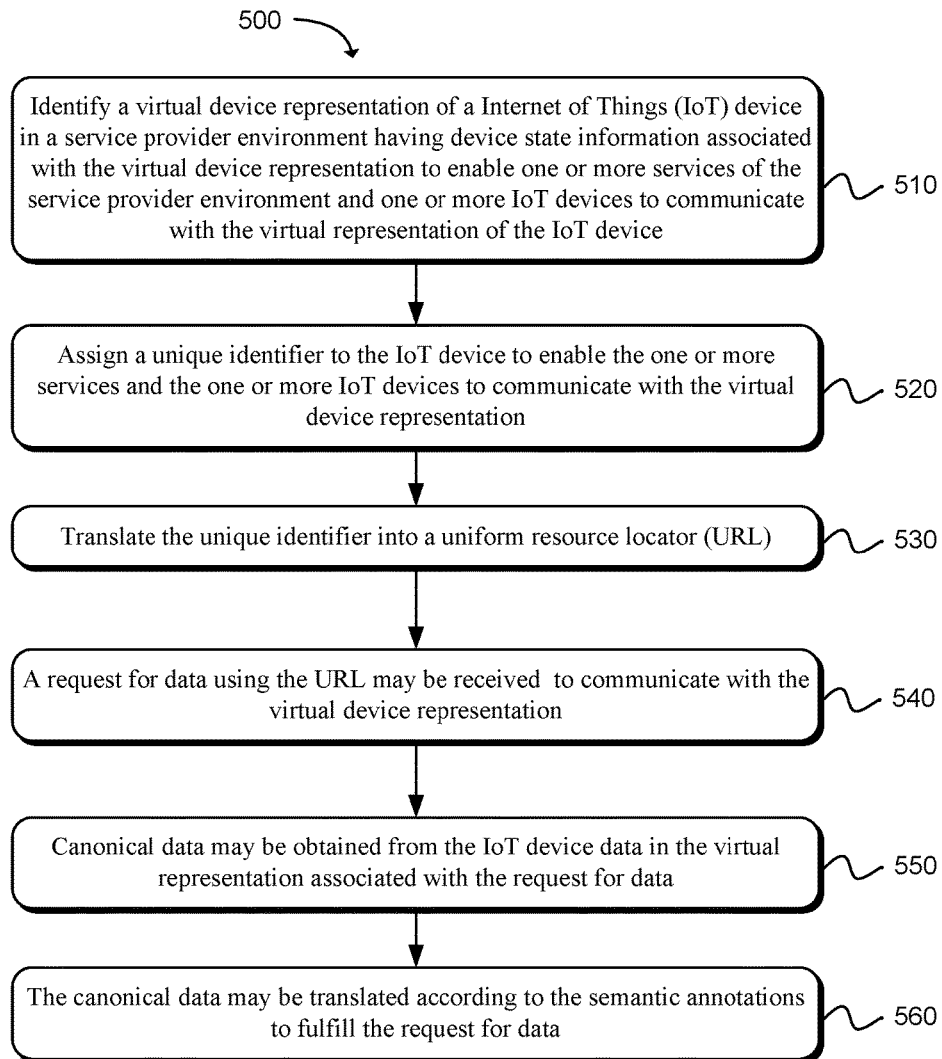 500
Identify a virtual device representation of a Internet of Things (IoT) device
in a service provider environment having device state information associated
with the virtual device representation to enable one or more services of the
service provider environment and one or more IoT devices to communicate
with the virtual representation of the IoT device
510
Assign a unique identifier to the IoT device to enable the one or more
services and the one or more IoT devices to communicate with the virtual
device representation
520
Translate the unique identifier into a uniform resource locator (URL)
530
A request for data using the URL may be received to communicate with the
virtual device representation
540
Canonical data may be obtained from the IoT device data in the virtual
representation associated with the request for data
550
The canonical data may be translated according to the semantic annotations
to fulfill the request for data
560